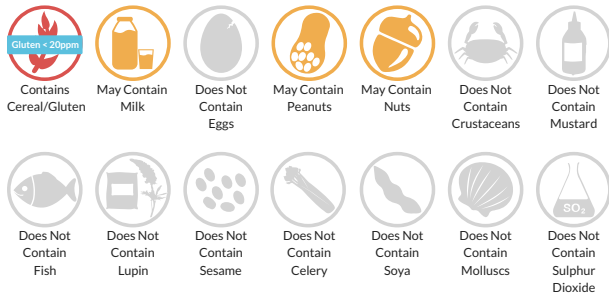 Gluten < 20ppm
Contains
Cereal/Gluten
May Contain
Milk
Does Not
Contain
Eggs
May Contain
Peanuts
May Contain
Nuts
Does Not
Contain
Crustaceans
Does Not
Contain
Mustard
Does Not
Contain
Fish
Does Not
Contain
Lupin
Does Not
Contain
Sesame
Does Not
Contain
Celery
Does Not
Contain
Soya
Does Not
Contain
Molluscs
SO₂
Does Not
Contain
Sulphur
Dioxide